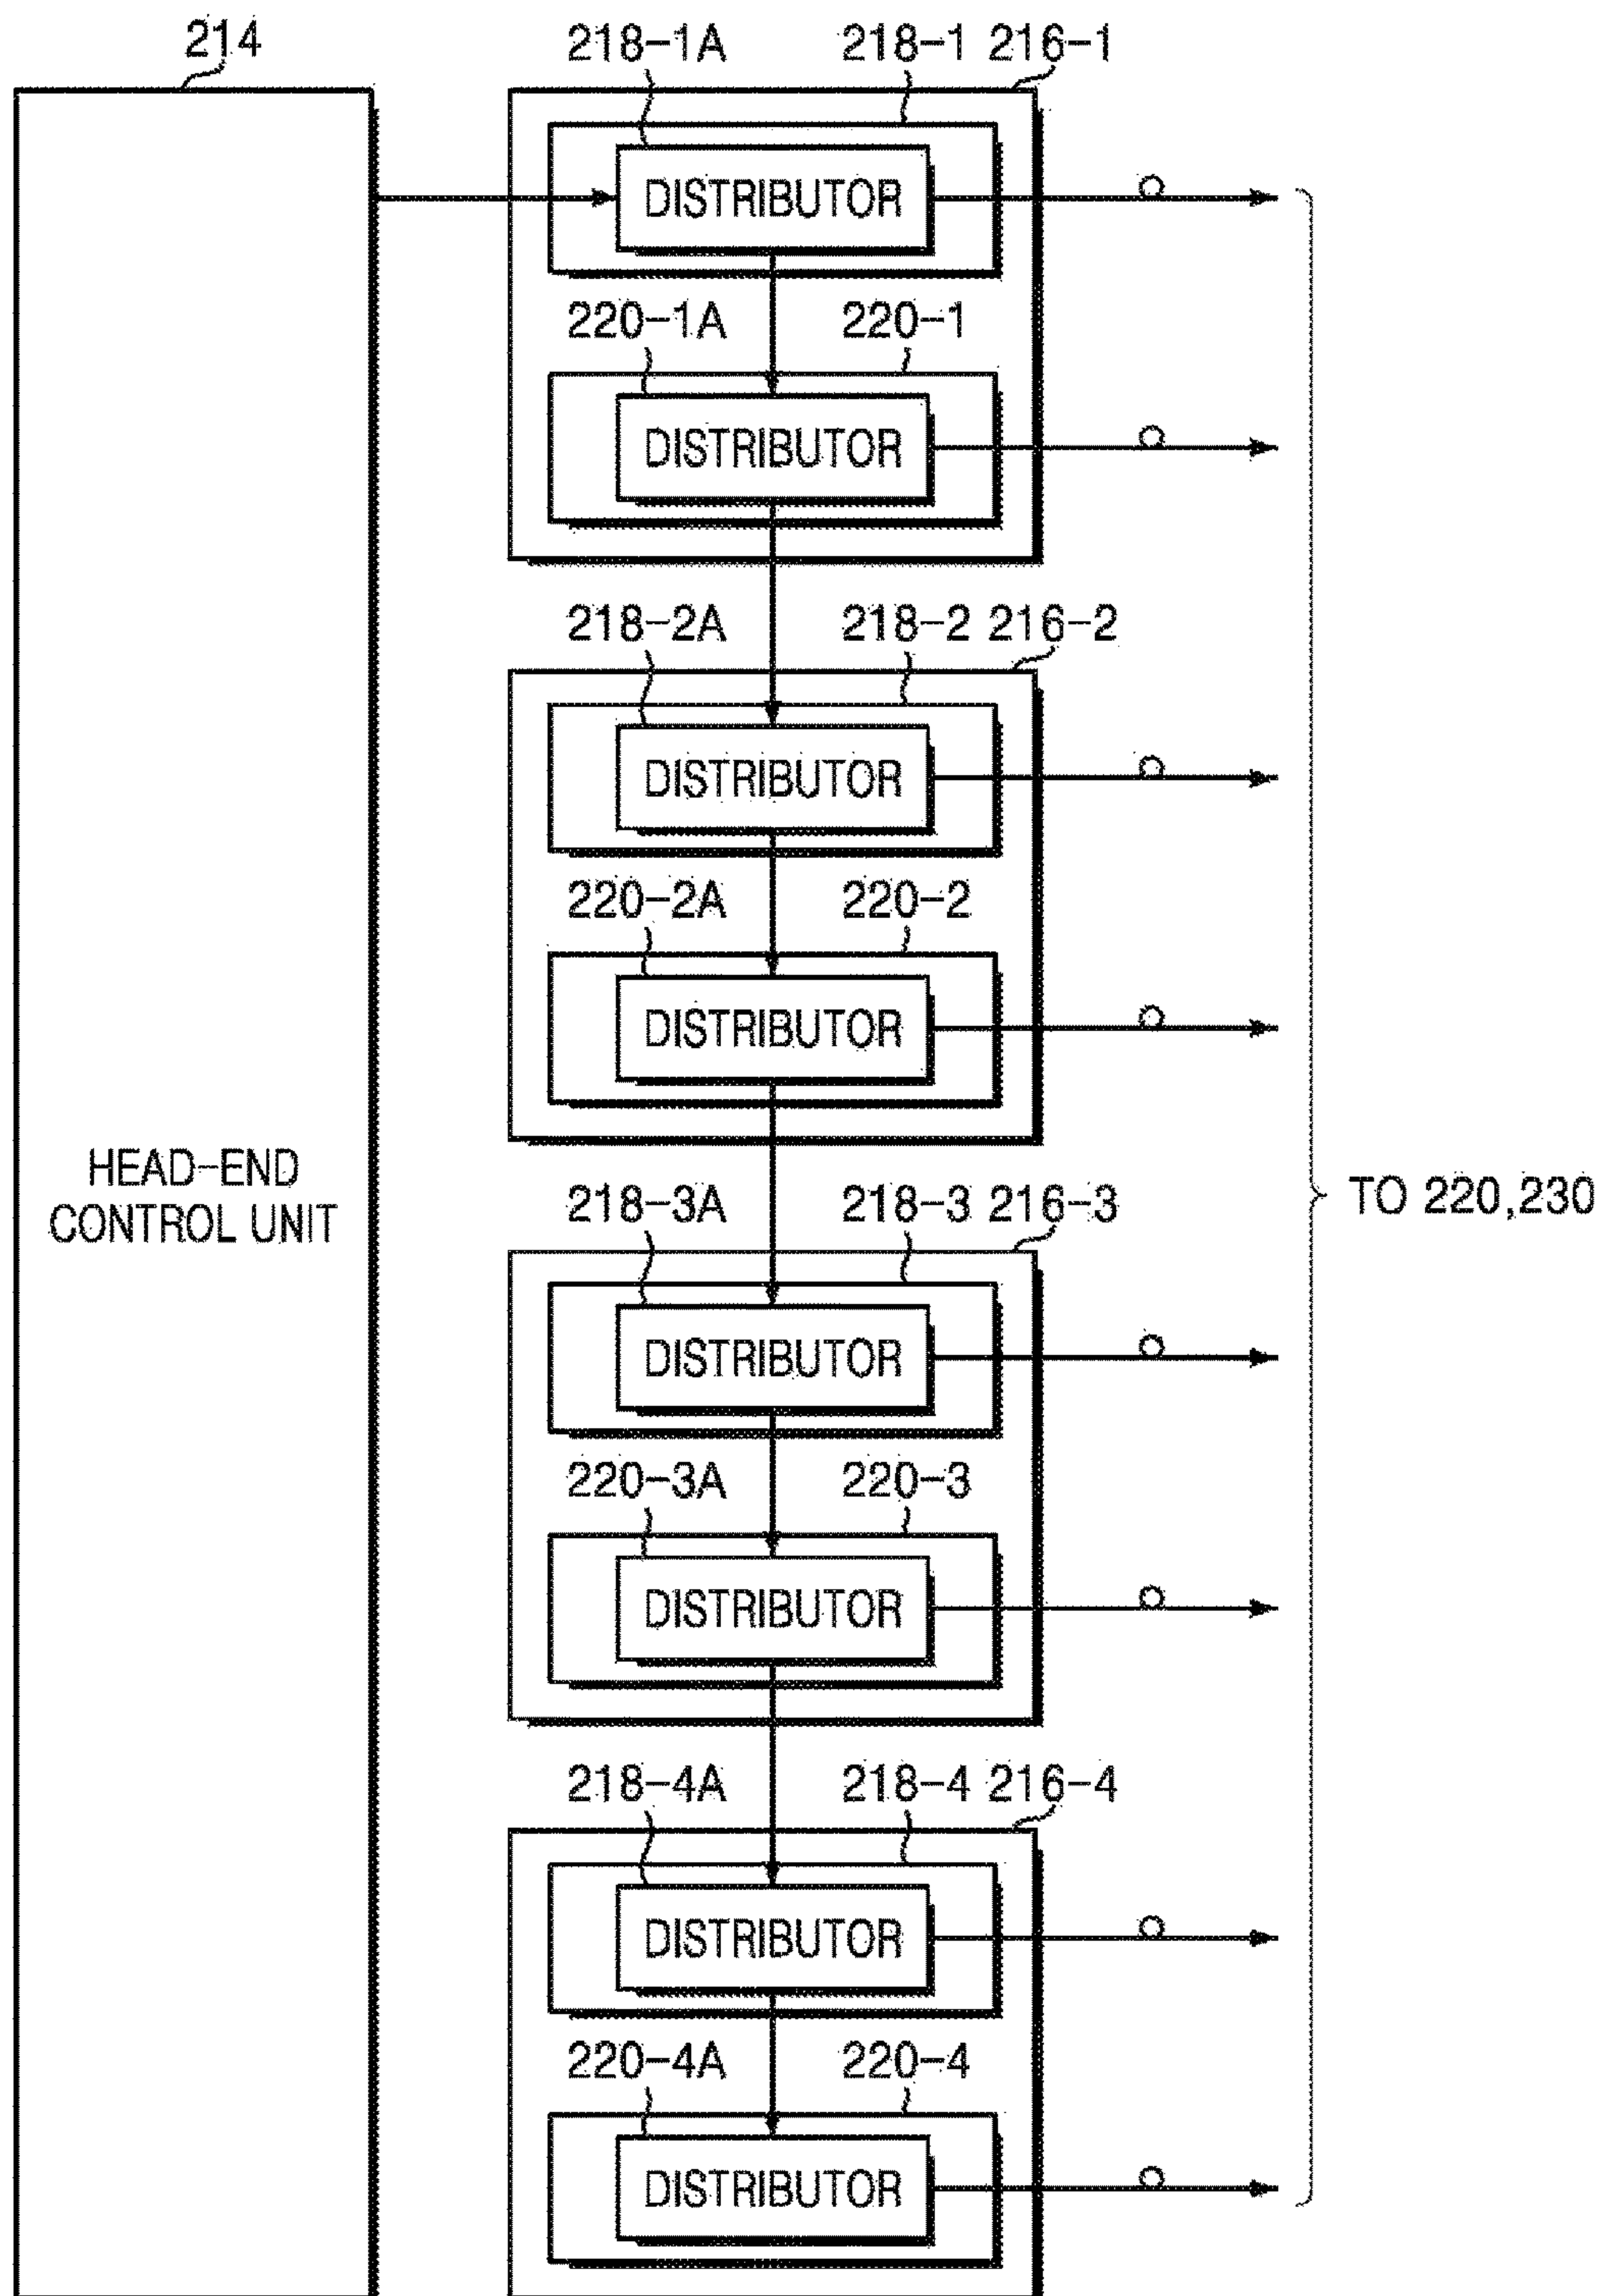 214
218-1A 218-1 216-1
DISTRIBUTOR
220-1A 220-1
DISTRIBUTOR
218-2A 218-2 216-2
DISTRIBUTOR
220-2A 220-2
DISTRIBUTOR
HEAD-END
CONTROL UNIT
218-3A 218-3 216-3
TO 220,230
DISTRIBUTOR
220-3A 220-3
DISTRIBUTOR
218-4A 218-4 216-4
DISTRIBUTOR
220-4A 220-4
DISTRIBUTOR